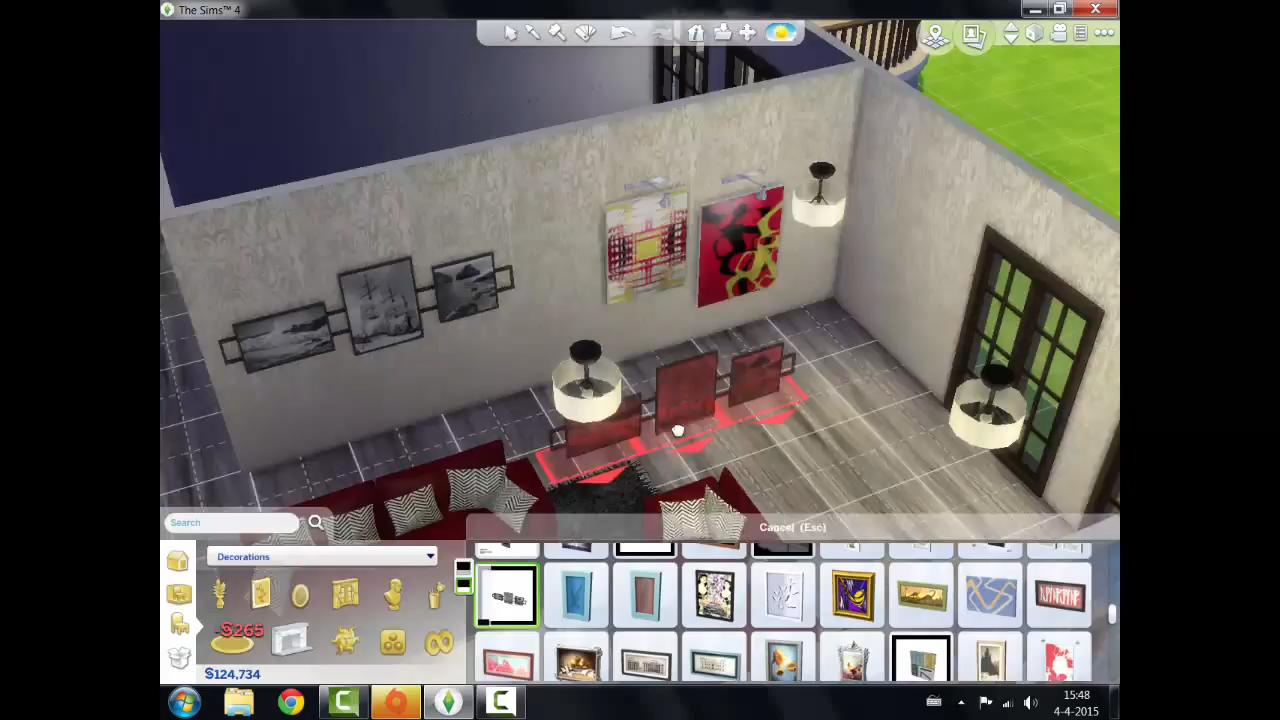 The Sims™ 4
Cancel (Esc)
Search
Decorations
-§265
§124,734
15:48
4-4-2015